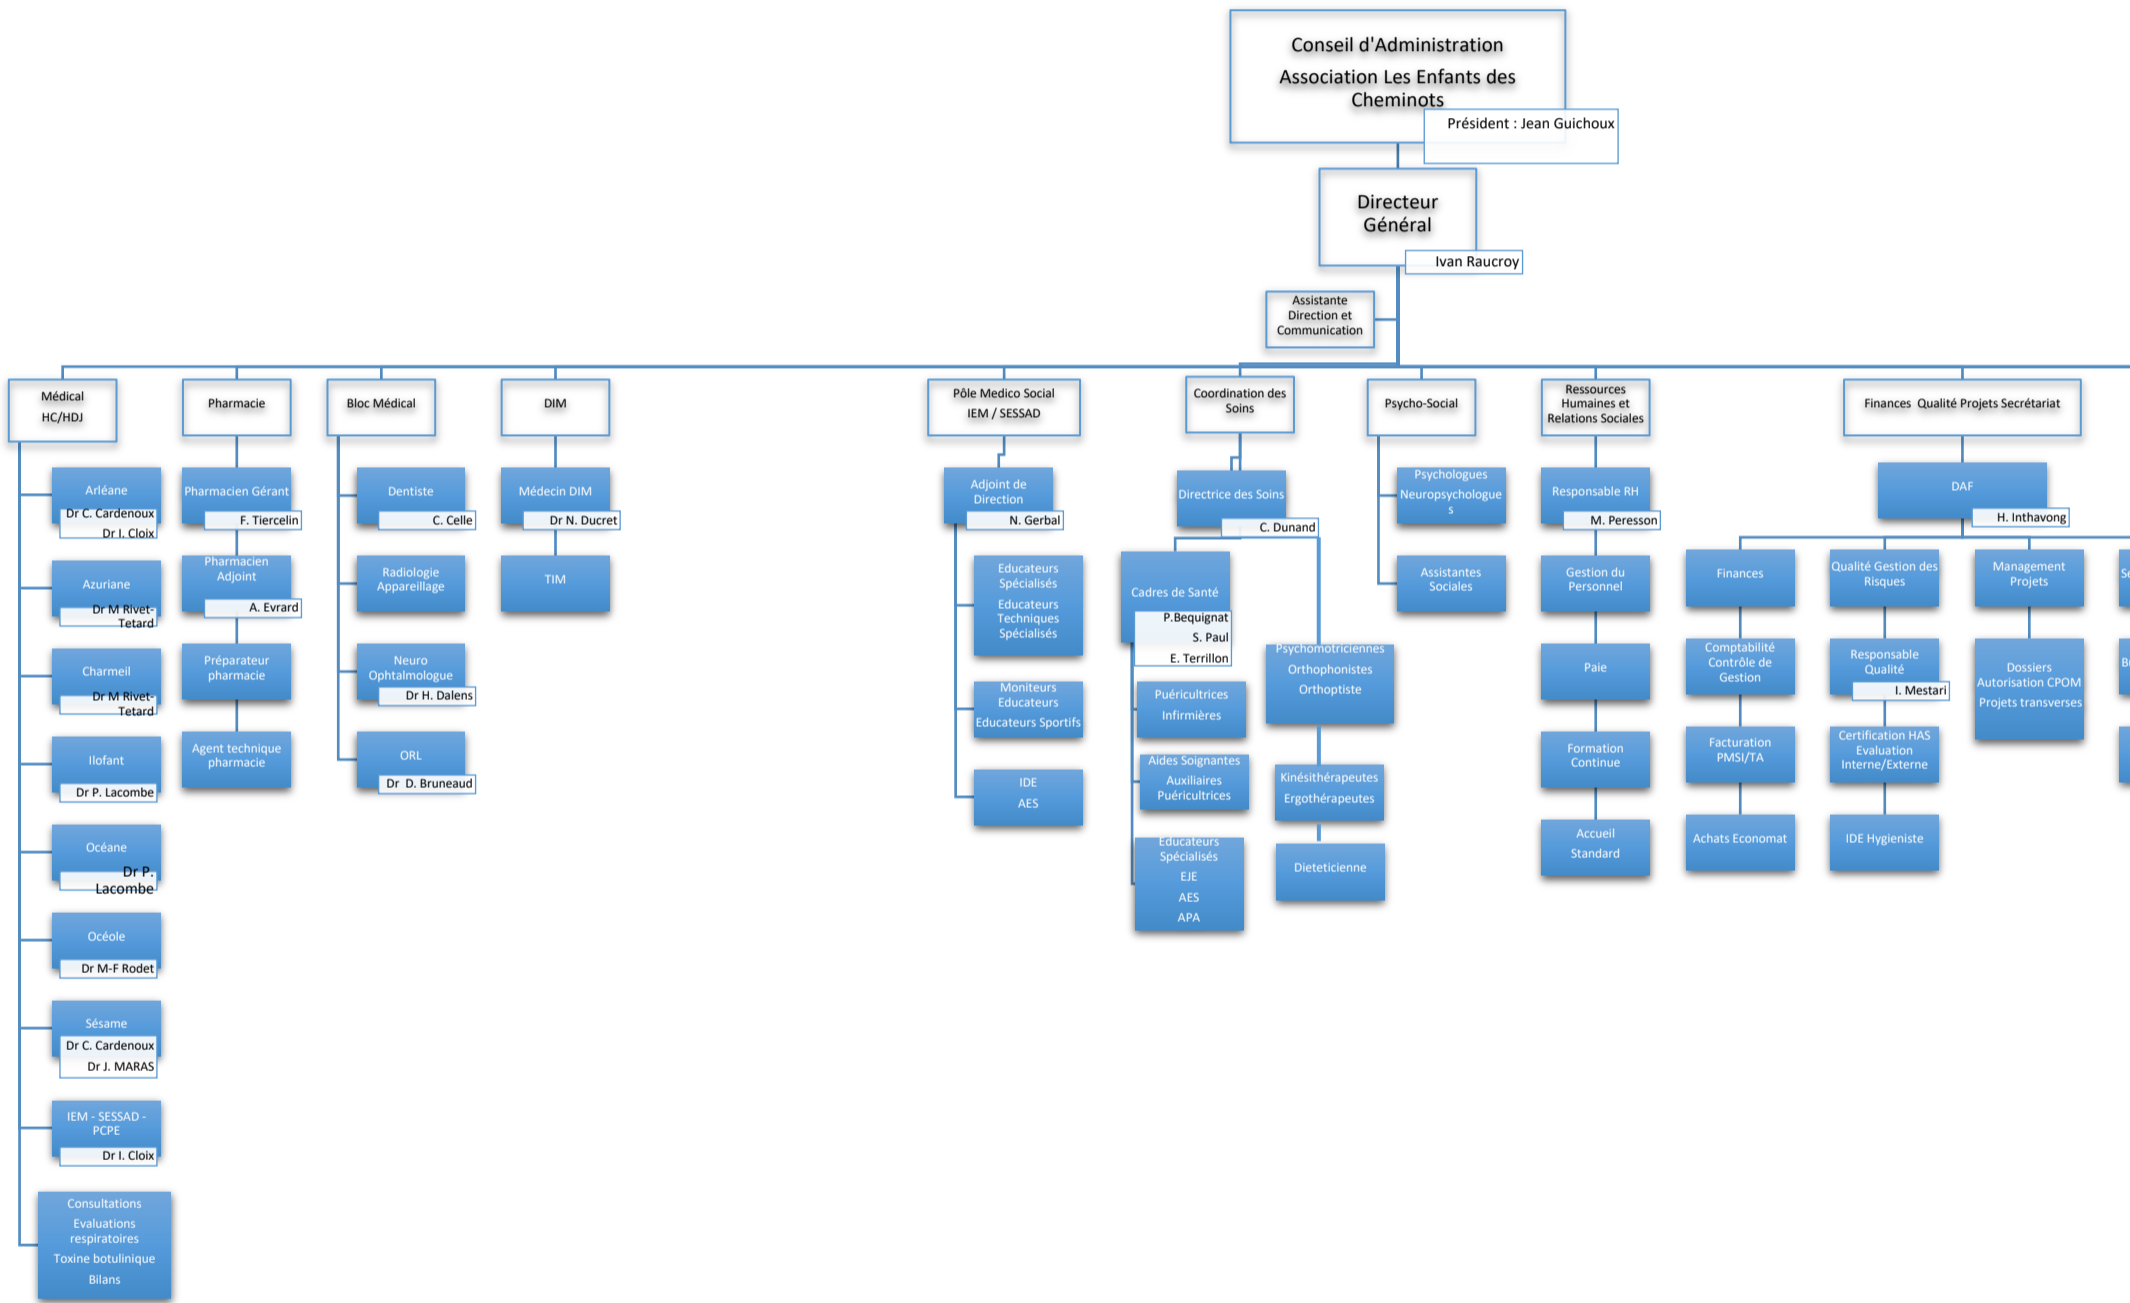 Conseil d'Administration
Association Les Enfants des
Cheminots
Président : Jean Guichoux
Directeur
Général
Ivan Raucroy
Assistante
Direction et
Communication
Médical
HC/HDJ
Arléane
Dr C. Cardenoux
Dr I. Cloix
Azuriane
Dr M Rivet-
Tetard
Charmeil
Dr M Rivet-
Tetard
Ilofant
Dr P. Lacombe
Océane
Dr P.
Lacombe
Océole
Dr M-F Rodet
Sésame
Dr C. Cardenoux
Dr J. MARAS
IEM - SESSAD -
PCPE
Dr I. Cloix
Consultations
Evaluations
respiratoires
Toxine botulinique
Bilans
Pharmacie
Pharmacien Gérant
F. Tiercelin
Pharmacien
Adjoint
A. Evrard
Préparateur
pharmacie
Agent technique
pharmacie
Bloc Médical
Dentiste
C. Celle
Radiologie
Appareillage
Neuro
Ophtalmologue
Dr H. Dalens
ORL
Dr D. Bruneaud
DIM
Médecin DIM
Dr N. Ducret
TIM
Pôle Medico Social
IEM / SESSAD
Adjoint de
Direction
N. Gerbal
Educateurs
Spécialisés
Educateurs
Techniques
Spécialisés
Moniteurs
Educateurs
Educateurs Sportifs
IDE
AES
Coordination des
Soins
Directrice des Soins
C. Dunand
Cadres de Santé
P.Bequignat
S. Paul
E. Terrillon
Puéricultrices
Infirmières
Aides Soignantes
Auxiliaires
Puéricultrices
Educateurs
Spécialisés
EJE
AES
APA
Psychomotriciennes
Orthophonistes
Orthoptiste
Kinésithérapeutes
Ergothérapeutes
Dieteticienne
Psycho-Social
Psychologues
Neuropsychologue
s
Assistantes
Sociales
Ressources
Humaines et
Relations Sociales
Responsable RH
M. Peresson
Gestion du
Personnel
Paie
Formation
Continue
Accueil
Standard
Finances Qualité Projets Secrétariat
DAF
H. Inthavong
Finances
Comptabilité
Contrôle de
Gestion
Facturation
PMSI/TA
Achats Economat
Qualité Gestion des
Risques
Responsable
Qualité
I. Mestari
Certification HAS
Evaluation
Interne/Externe
IDE Hygieniste
Management
Projets
Dossiers
Autorisation CPOM
Projets transverses